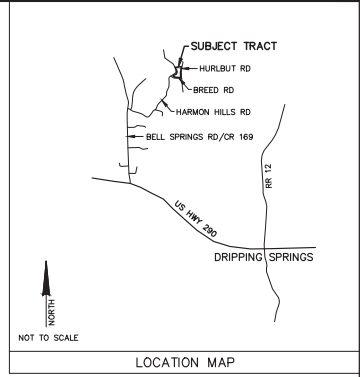 SUBJECT TRACT
HURLBUT RD
BREED RD
HARMON HILLS RD
BELL SPRINGS RD/CR 169
RR 12
US HWY 290
DRIPPING SPRINGS
NORTH
NOT TO SCALE
LOCATION MAP